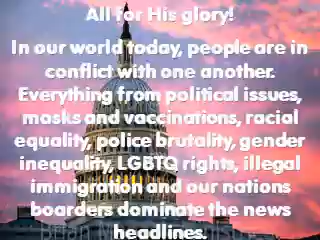 All for His glory!
In our world today, people are in
conflict with one another.
Everything from political issues,
masks and vaccinations, racial
equality, police brutality, gender
inequality, LGBTQ rights, illegal
immigration and our nations
boarders dominate the news
headlines.
Brian